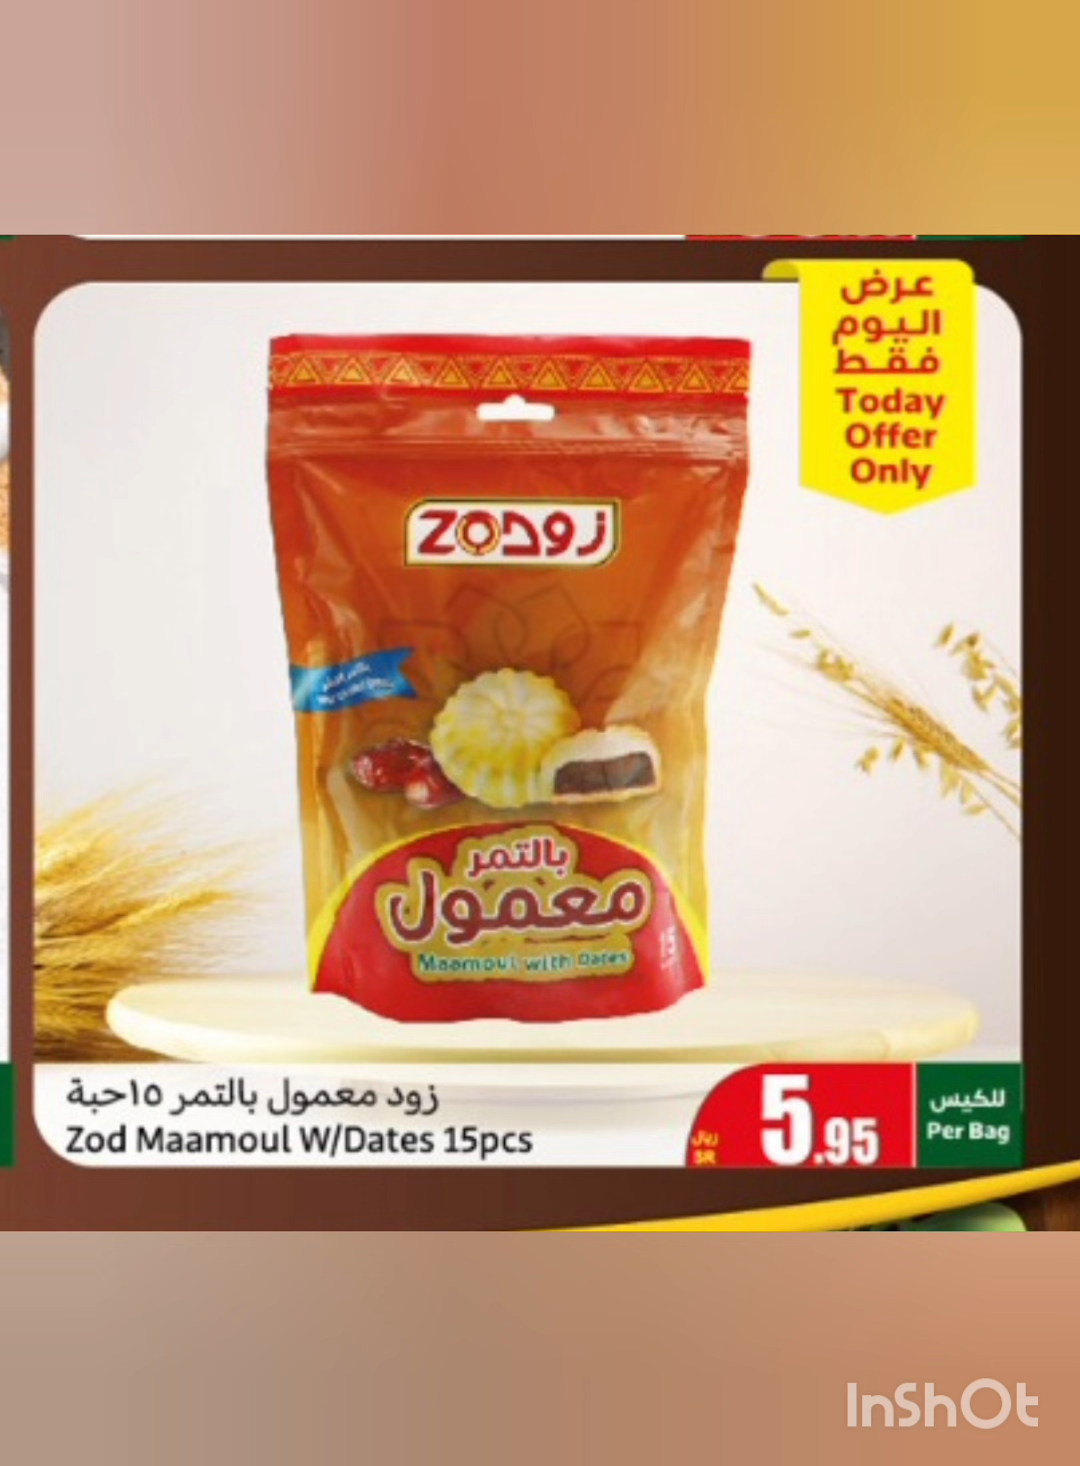 عرض
اليوم
فقط
Today
Offer
Only
ZOD زود
بالتمر
معمول
Maamoul with Dates
15
زود معمول بالتمر ١٥حبة
Zod Maamoul W/Dates 15pcs
ريال
SR
5.95
للكيس
Per Bag
InShOt